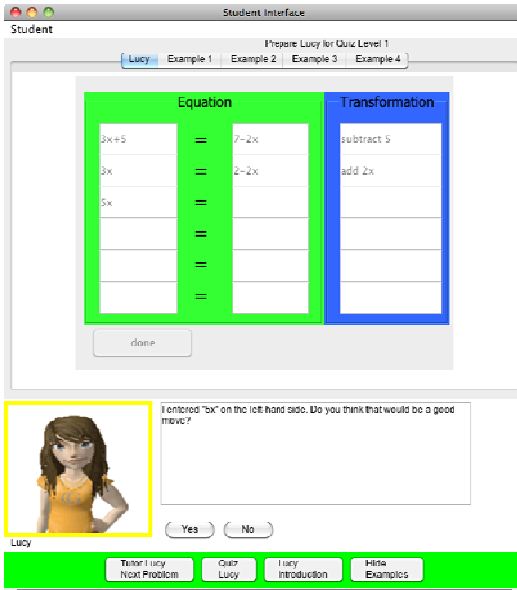 Student Interface
Student
Prepare Lucy for Quiz Level 1
Lucy Example 1 Example 2 Example 3 Example 4
Equation Transformation
3x+5 = 7-2x subtract 5
3x = 2-2x add 2x
5x =
=
=
=
done
I entered "5x" on the left-hand side. Do you think that would be a good
move?
Yes No
Lucy
Tutor Lucy Quiz Lucy Hide
Next Problem Lucy Introduction Examples